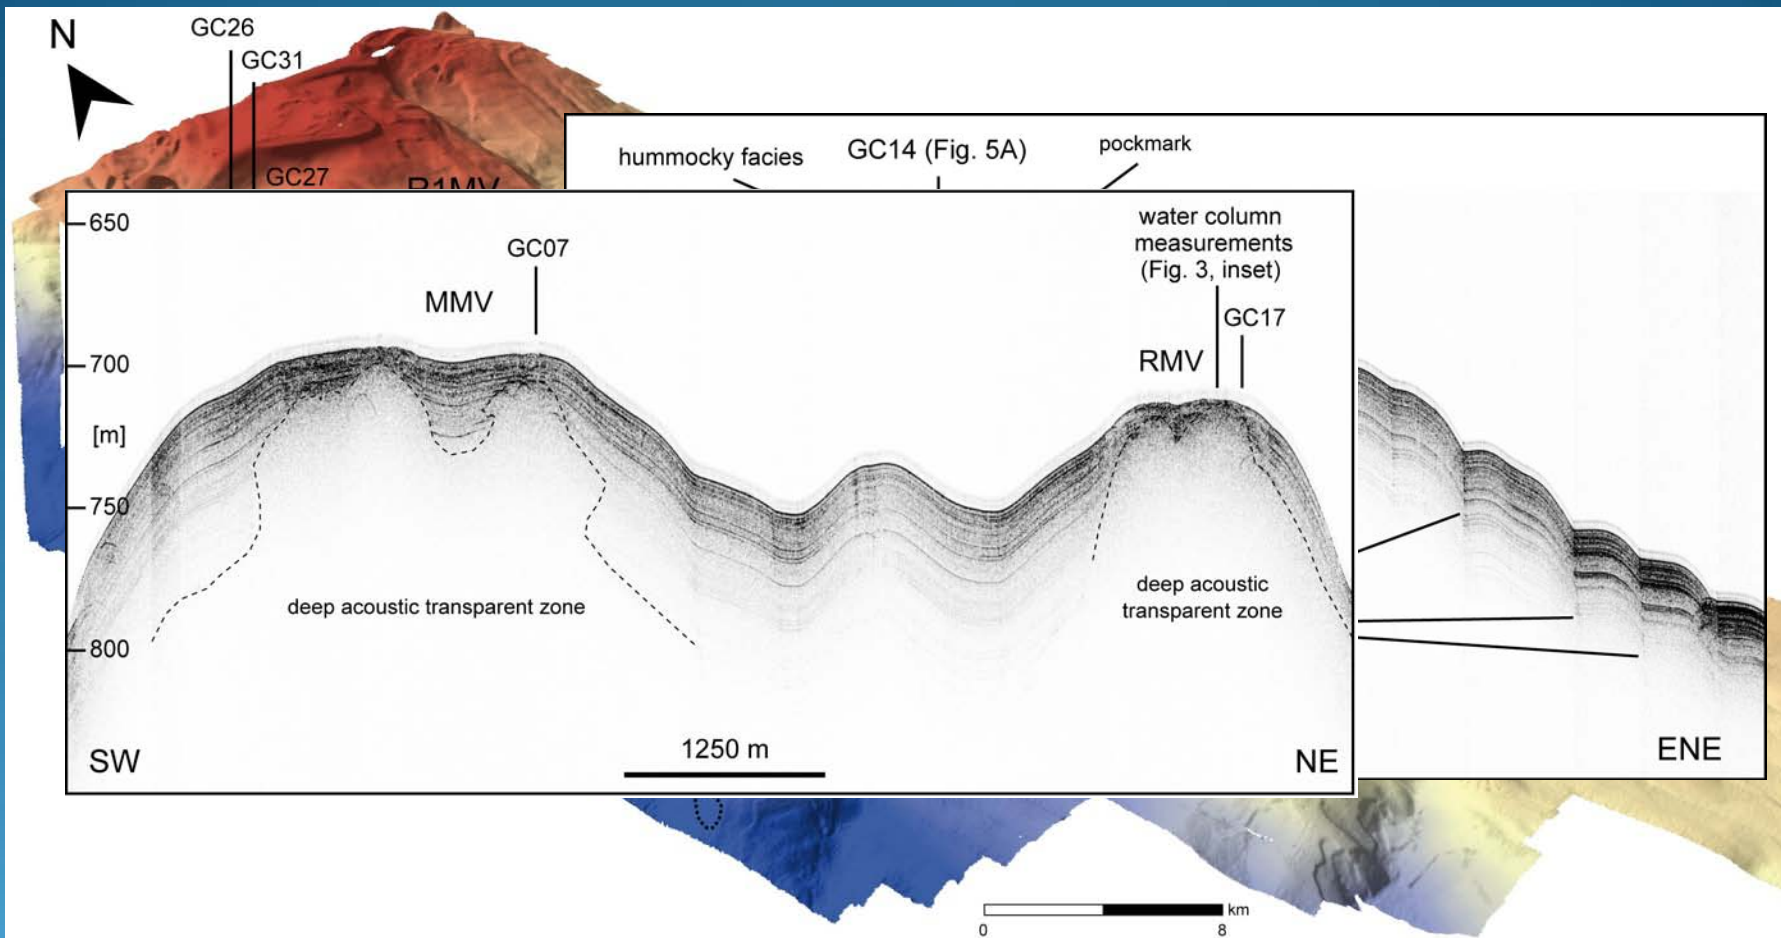 N
GC26
GC31
GC27
R1MV
hummocky facies
GC14 (Fig. 5A)
pockmark
650
700
[m]
750
800
MMV
GC07
water column
measurements
(Fig. 3, inset)
GC17
RMV
deep acoustic transparent zone
deep acoustic
transparent zone
SW
1250 m
NE
ENE
km
0
8